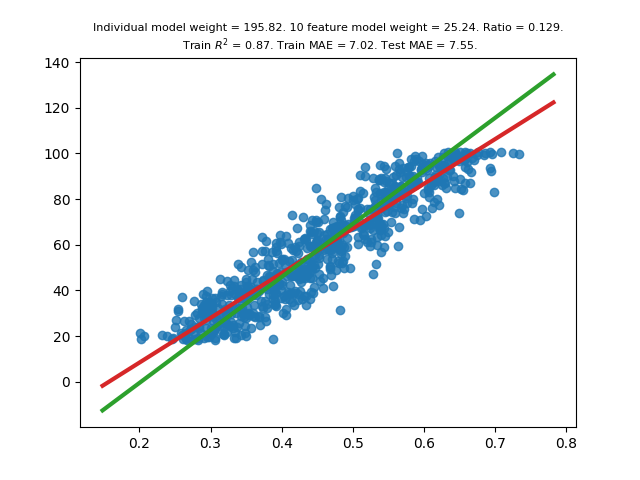 Individual model weight = 195.82. 10 feature model weight = 25.24. Ratio = 0.129.
Train R² = 0.87. Train MAE = 7.02. Test MAE = 7.55.
140
120
100
80
60
40
20
0
0.2 0.3 0.4 0.5 0.6 0.7 0.8